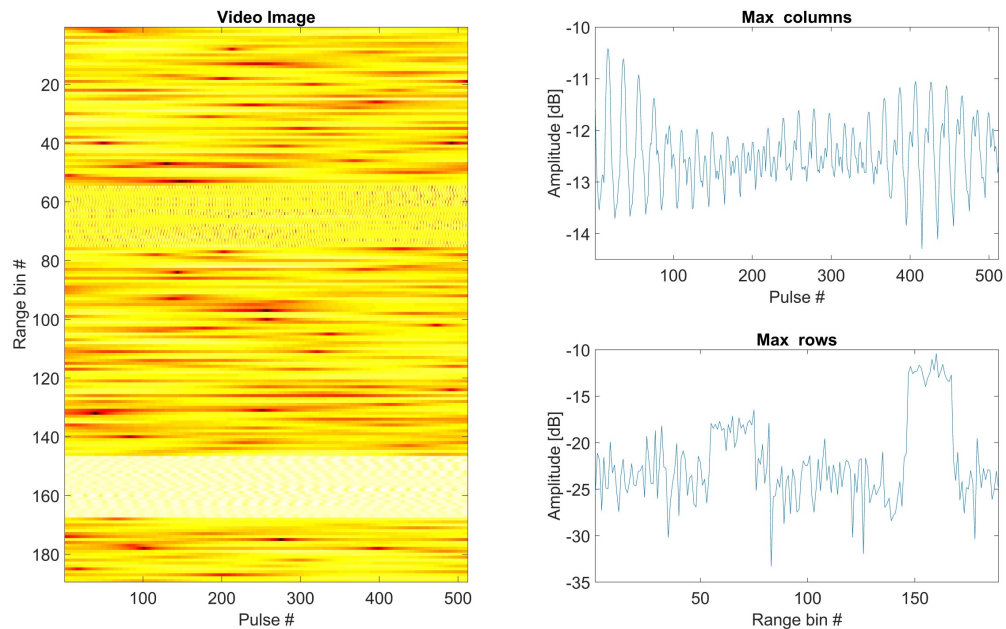 Video Image
20
40
60
80
100
120
140
160
180
Range bin #
100 200 300 400 500
Pulse #
Max columns
-10
-11
-12
-13
-14
Amplitude [dB]
100 200 300 400 500
Pulse #
Max rows
-10
-15
-20
-25
-30
-35
Amplitude [dB]
50 100 150
Range bin #